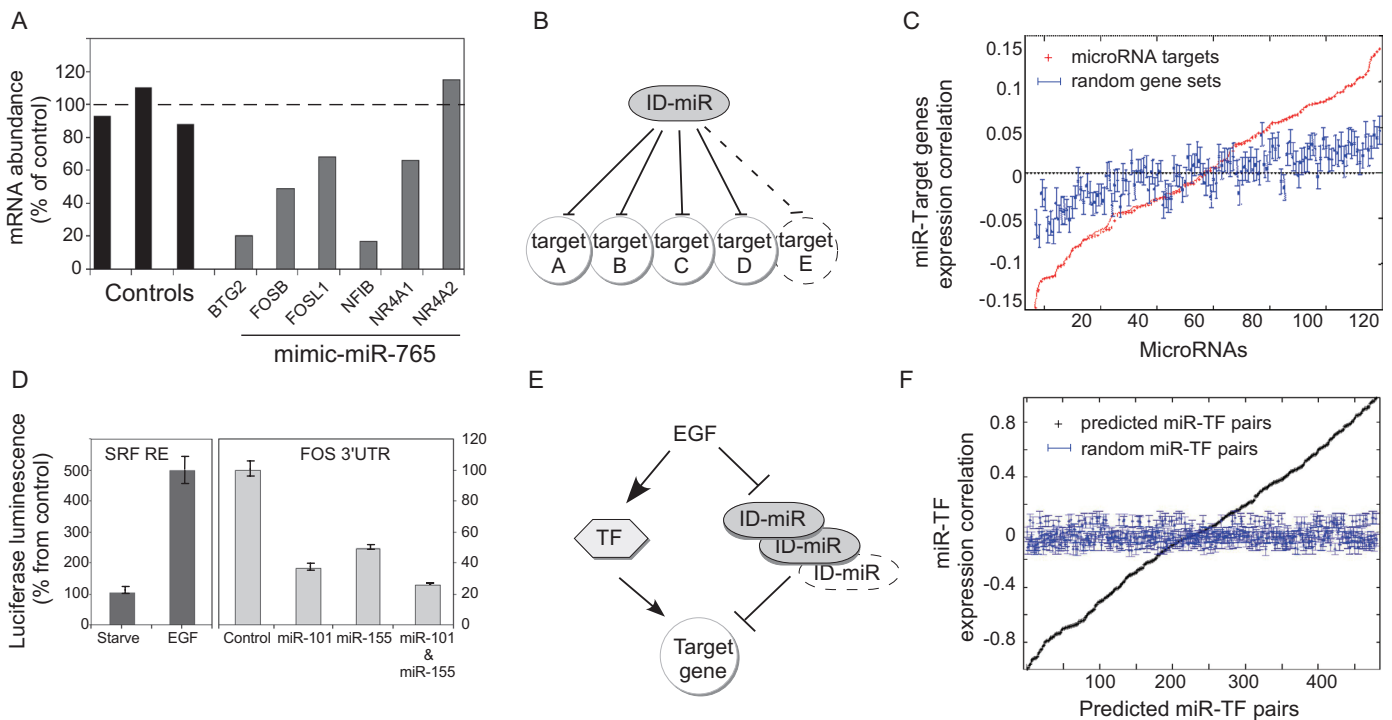 A
mRNA abundance
(% of control)
120
100
80
60
40
20
0
Controls
BTG2
FOSB
FOSL1
NFIB
NR4A1
NR4A2
mimic-miR-765
B
ID-miR
target
A
target
B
target
C
target
D
target
E
C
miR-Target genes
expression correlation
0.15
0.1
0.05
0
-0.05
-0.1
-0.15
microRNA targets
random gene sets
20 40 60 80 100 120
MicroRNAs
D
Luciferase luminescence
(% from control)
SRF RE
FOS 3'UTR
500
400
300
200
100
0
120
100
80
60
40
20
0
Starve
EGF
Control
miR-101
miR-155
miR-101
&
miR-155
E
EGF
TF
ID-miR
ID-miR
ID-miR
Target
gene
F
miR-TF
expression correlation
0.8
0.4
0
-0.4
-0.8
predicted miR-TF pairs
random miR-TF pairs
100 200 300 400
Predicted miR-TF pairs